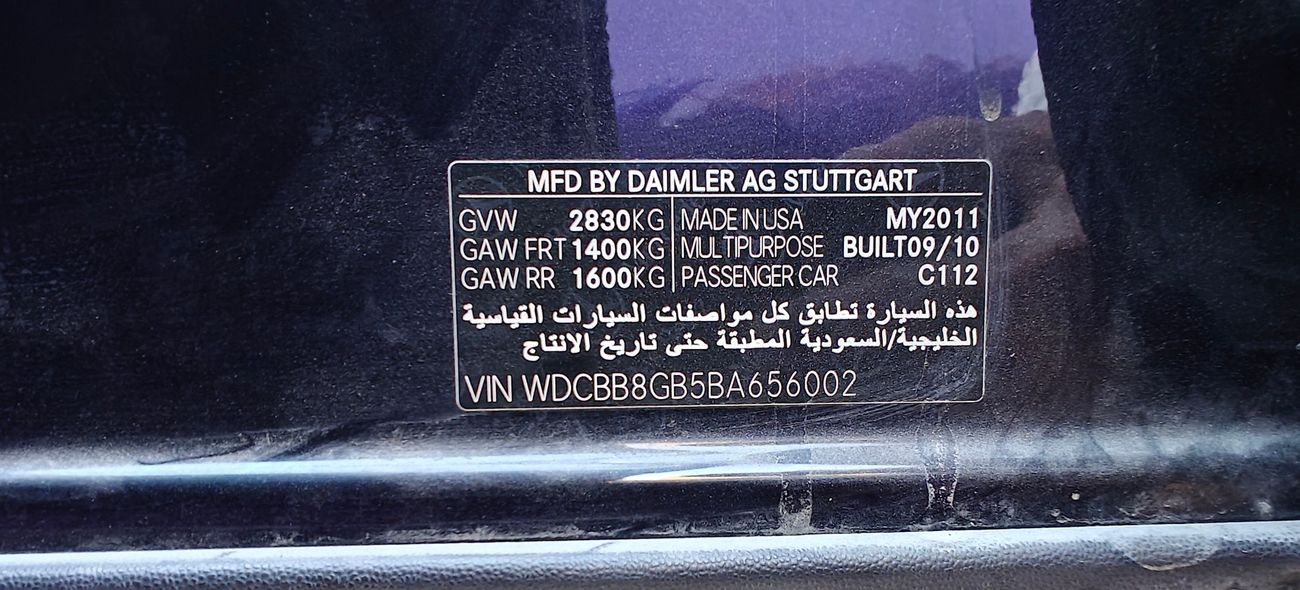 MFD BY DAIMLER AG STUTTGART
GVW 2830KG MADE IN USA MY2011
GAW FRT 1400KG MULTIPURPOSE BUILT09/10
GAW RR 1600KG PASSENGER CAR C112
هذه السيارة تطابق كل مواصفات السيارات القياسية
الخليجية/السعودية المطبقة حتى تاريخ الانتاج
VIN WDCBB8GB5BA656002